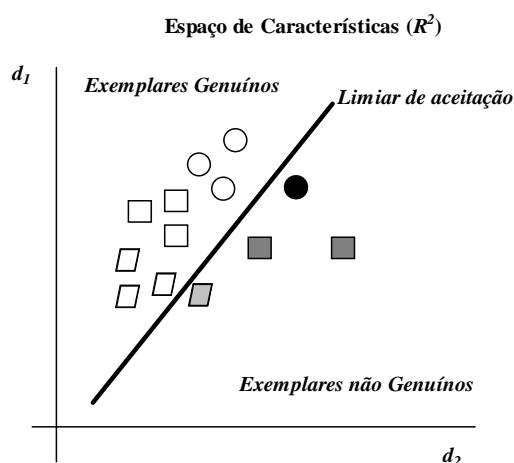 Espaço de Características (R²)
d₁
Exemplares Genuínos
Limiar de aceitação
Exemplares não Genuínos
d₂